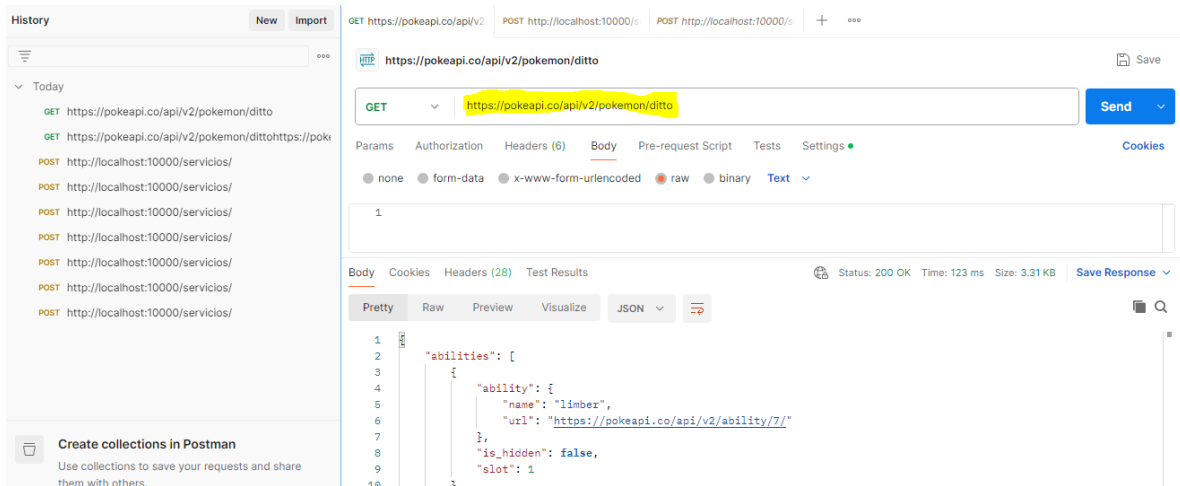 History
New
Import
Today
GET https://pokeapi.co/api/v2/pokemon/ditto
GET https://pokeapi.co/api/v2/pokemon/dittohttps://poke
POST http://localhost:10000/servicios/
POST http://localhost:10000/servicios/
POST http://localhost:10000/servicios/
POST http://localhost:10000/servicios/
POST http://localhost:10000/servicios/
POST http://localhost:10000/servicios/
POST http://localhost:10000/servicios/
Create collections in Postman
Use collections to save your requests and share
them with others.
GET https://pokeapi.co/api/v2 POST http://localhost:10000/s POST http://localhost:10000/s
HTTP https://pokeapi.co/api/v2/pokemon/ditto Save
GET https://pokeapi.co/api/v2/pokemon/ditto Send
Params Authorization Headers (6) Body Pre-request Script Tests Settings Cookies
none form-data x-www-form-urlencoded raw binary Text
1
Body Cookies Headers (28) Test Results Status: 200 OK Time: 123 ms Size: 3.31 KB Save Response
Pretty Raw Preview Visualize JSON
1 {
2 "abilities": [
3 {
4 "ability": {
5 "name": "limber",
6 "url": "https://pokeapi.co/api/v2/ability/7/"
7 },
8 "is_hidden": false,
9 "slot": 1
10 }